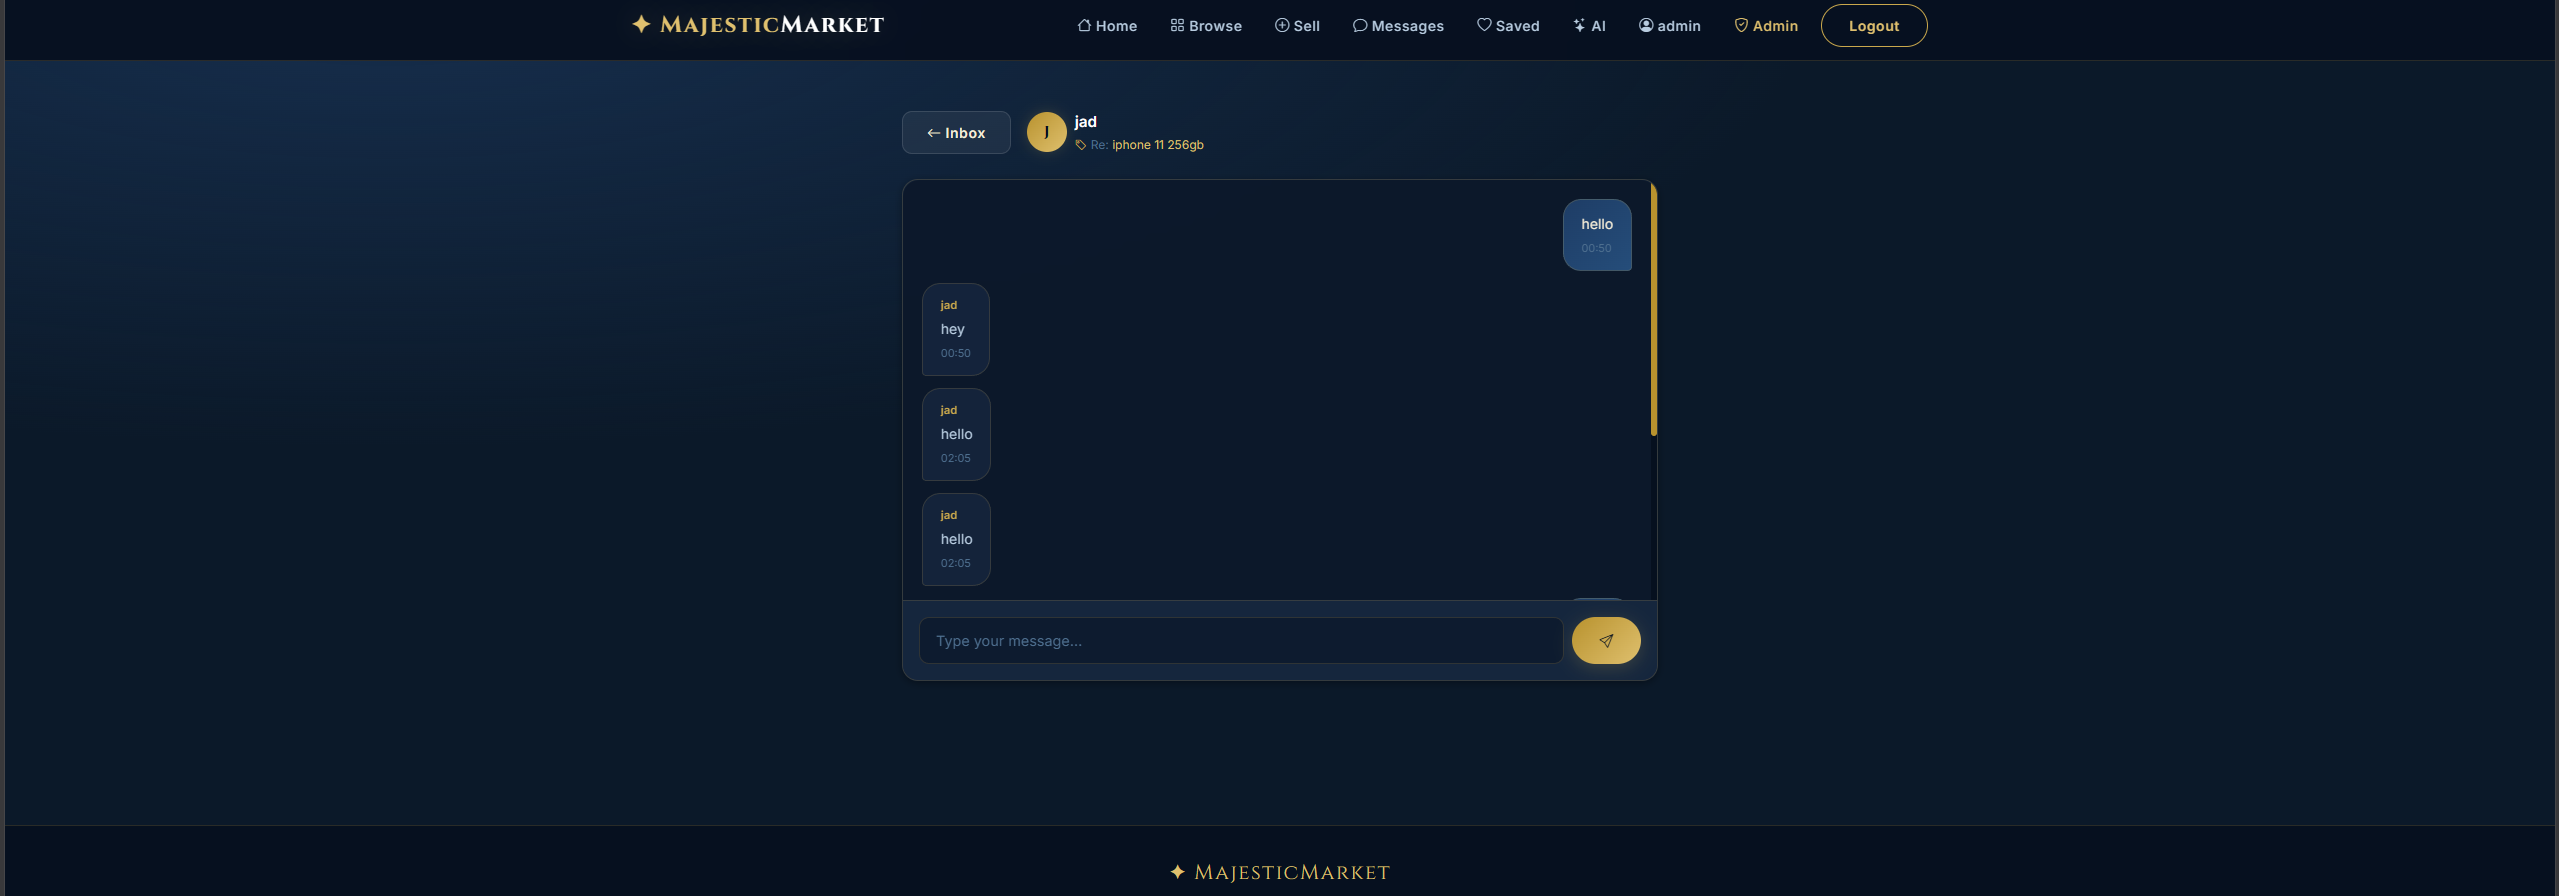 MajesticMarket Home Browse Sell Messages Saved AI admin Admin Logout
← Inbox
J
jad
Re: iphone 11 256gb
hello
00:50
jad
hey
00:50
jad
hello
02:05
jad
hello
02:05
Type your message...
MajesticMarket